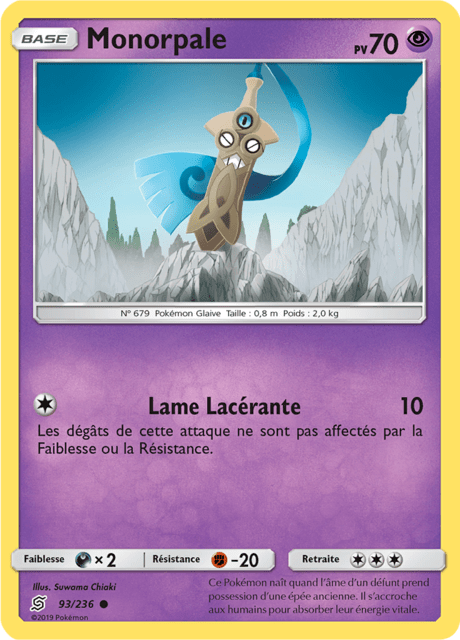 BASE Monorpale PV70
N° 679 Pokémon Glaive Taille : 0,8 m Poids : 2,0 kg
Lame Lacérante 10
Les dégâts de cette attaque ne sont pas affectés par la
Faiblesse ou la Résistance.
Faiblesse ×2 Résistance -20 Retraite
Illus. Suwama Chiaki
93/236
©2019 Pokémon
Ce Pokémon naît quand l'âme d'un défunt prend
possession d'une épée ancienne. Il s'accroche
aux humains pour absorber leur énergie vitale.